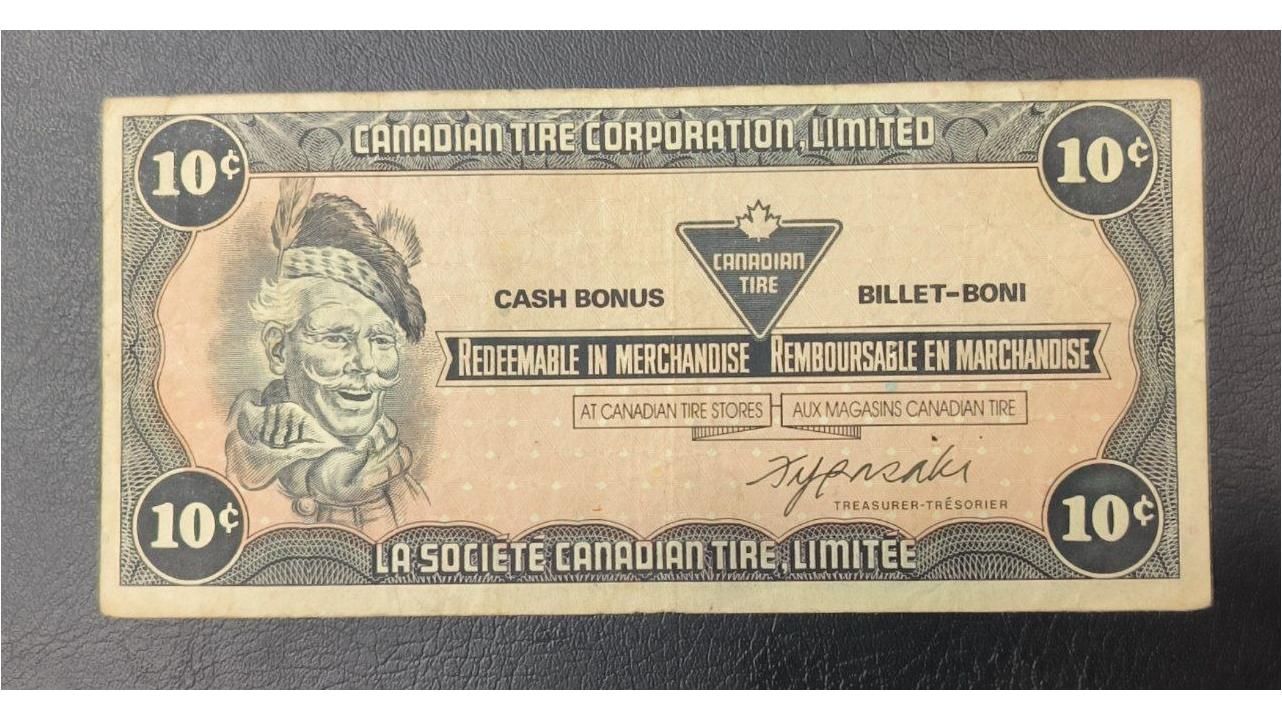 CANADIAN TIRE CORPORATION, LIMITED
10¢ 10¢
CANADIAN
TIRE
CASH BONUS BILLET-BONI
REDEEMABLE IN MERCHANDISE REMBOURSABLE EN MARCHANDISE
AT CANADIAN TIRE STORES AUX MAGASINS CANADIAN TIRE
TREASURER-TRÉSORIER
10¢ 10¢
LA SOCIÉTÉ CANADIAN TIRE, LIMITÉE